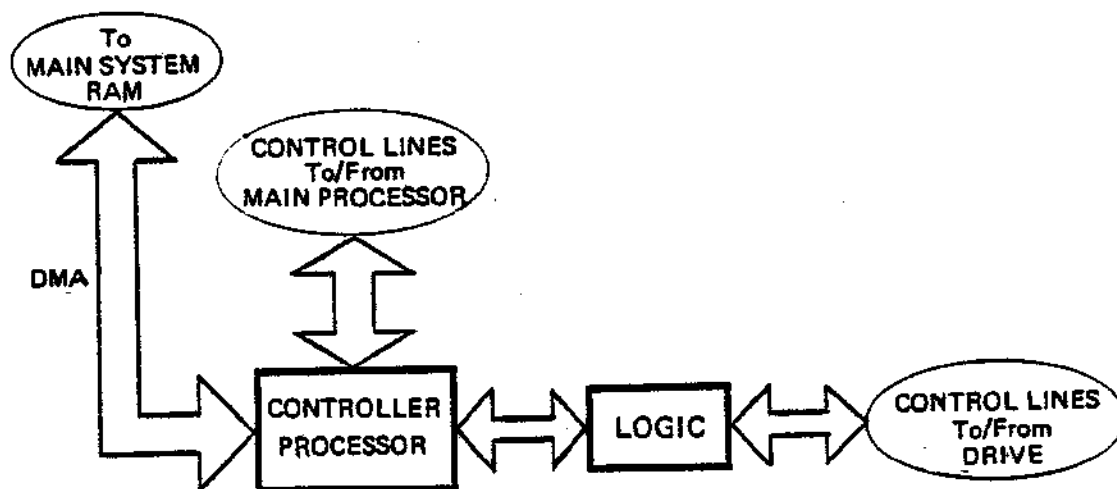 To
MAIN SYSTEM
RAM
CONTROL LINES
To/From
MAIN PROCESSOR
DMA
CONTROLLER
PROCESSOR
LOGIC
CONTROL LINES
To/From
DRIVE